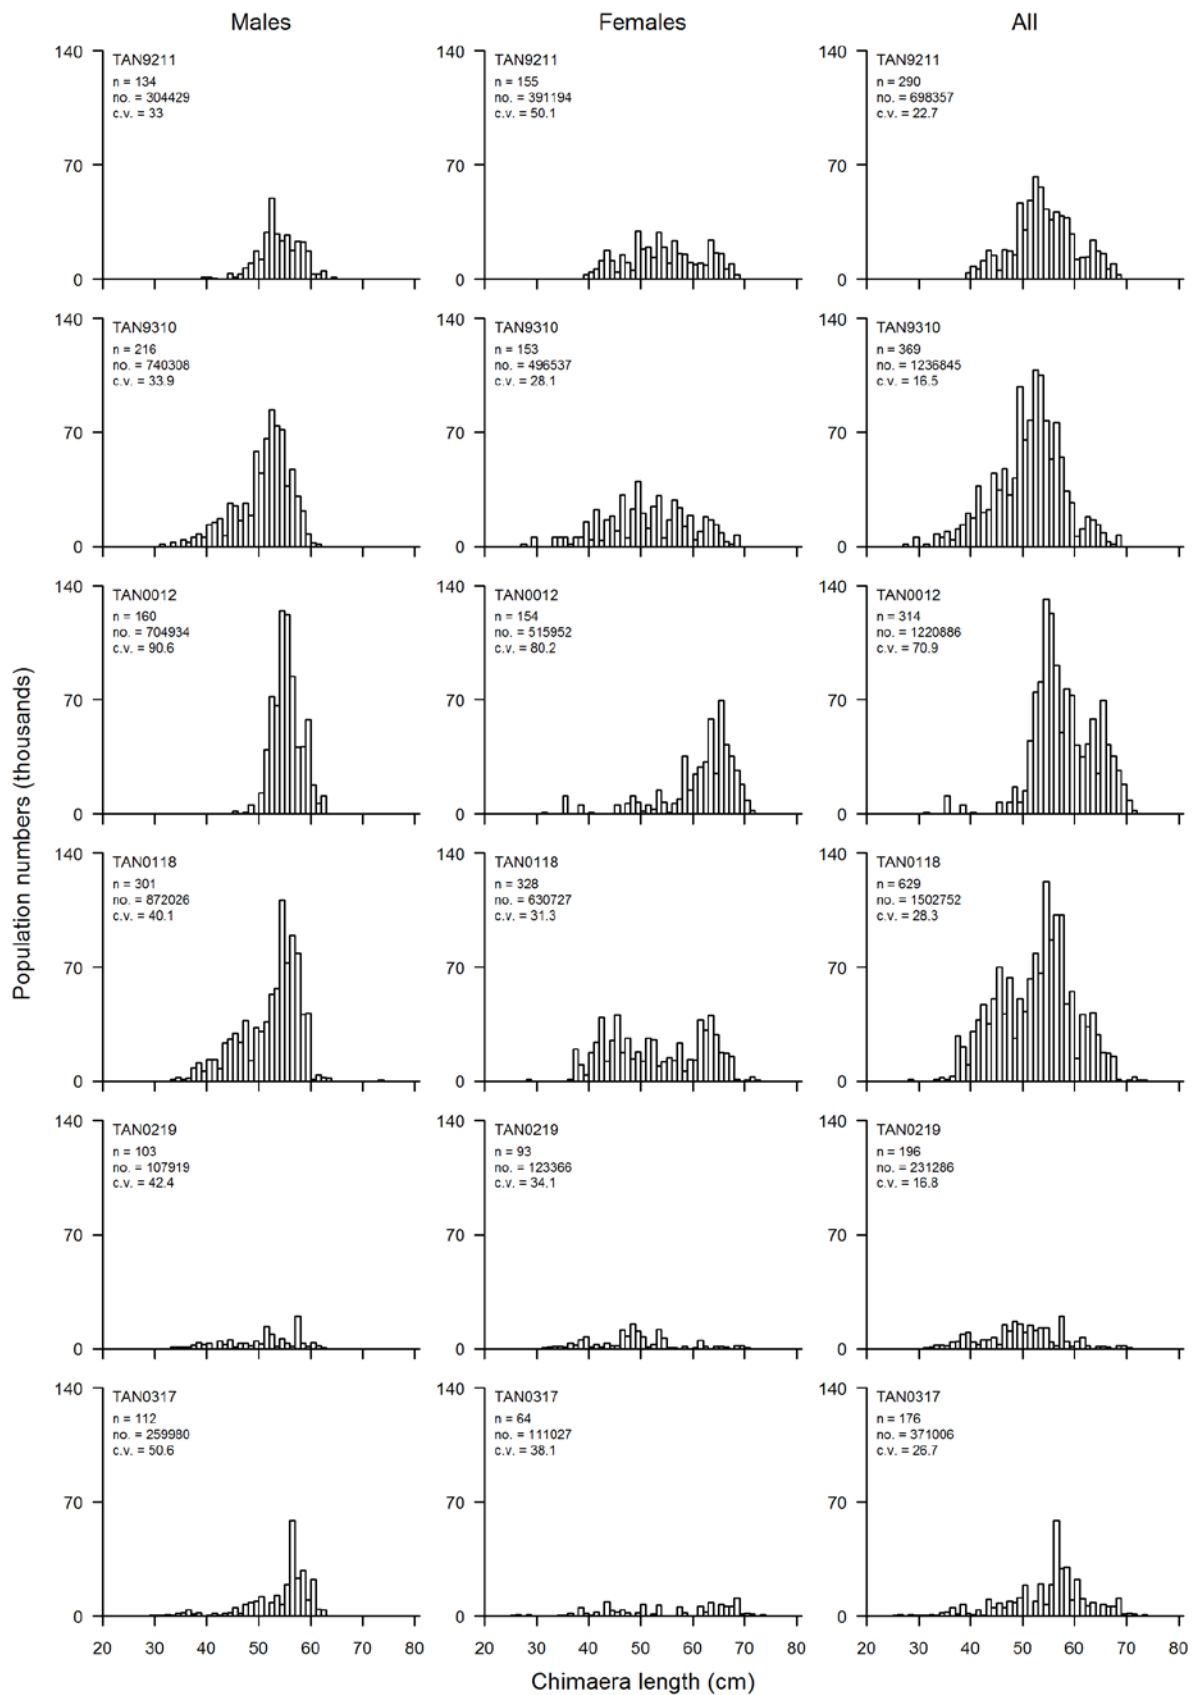 Males Females All
140 TAN9211 140 TAN9211 140 TAN9211
n = 134 n = 155 n = 290
no. = 304429 no. = 391194 no. = 698357
c.v. = 33 c.v. = 50.1 c.v. = 22.7
70 70 70
0 0 0
140 TAN9310 140 TAN9310 140 TAN9310
n = 216 n = 153 n = 369
no. = 740308 no. = 496537 no. = 1236845
c.v. = 33.9 c.v. = 28.1 c.v. = 16.5
70 70 70
0 0 0
140 TAN0012 140 TAN0012 140 TAN0012
n = 160 n = 154 n = 314
no. = 704934 no. = 515952 no. = 1220886
c.v. = 90.6 c.v. = 80.2 c.v. = 70.9
70 70 70
0 0 0
Population numbers (thousands)
140 TAN0118 140 TAN0118 140 TAN0118
n = 301 n = 328 n = 629
no. = 872026 no. = 630727 no. = 1502752
c.v. = 40.1 c.v. = 31.3 c.v. = 28.3
70 70 70
0 0 0
140 TAN0219 140 TAN0219 140 TAN0219
n = 103 n = 93 n = 196
no. = 107919 no. = 123366 no. = 231286
c.v. = 42.4 c.v. = 34.1 c.v. = 16.8
70 70 70
0 0 0
140 TAN0317 140 TAN0317 140 TAN0317
n = 112 n = 64 n = 176
no. = 259980 no. = 111027 no. = 371006
c.v. = 50.6 c.v. = 38.1 c.v. = 26.7
70 70 70
0 0 0
20 30 40 50 60 70 80 20 30 40 50 60 70 80 20 30 40 50 60 70 80
Chimaera length (cm)